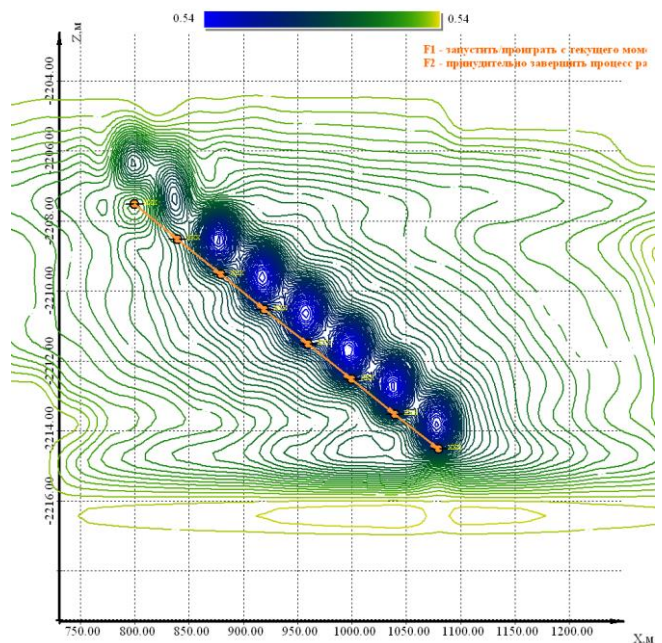 0.54 0.54
Z,м
F1 - запустить/проиграть с текущего моме
F2 - принудительно завершить процесс ра
-2204.00
-2206.00
-2208.00
-2210.00
-2212.00
-2214.00
-2216.00
750.00 800.00 850.00 900.00 950.00 1000.00 1050.00 1100.00 1150.00 1200.00
X,м